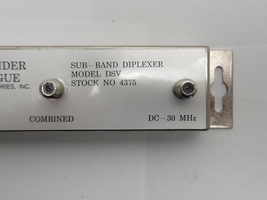 NDER
GUE
ORIES, INC.
SUB-BAND DIPLEXER
MODEL DSV
STOCK NO 4375
COMBINED
DC-30 MHz